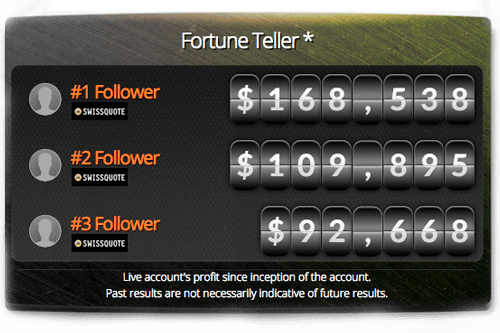 Fortune Teller *
#1 Follower
$168,538
SWISSQUOTE
#2 Follower
$109,895
SWISSQUOTE
#3 Follower
$92,668
SWISSQUOTE
Live account's profit since inception of the account.
Past results are not necessarily indicative of future results.